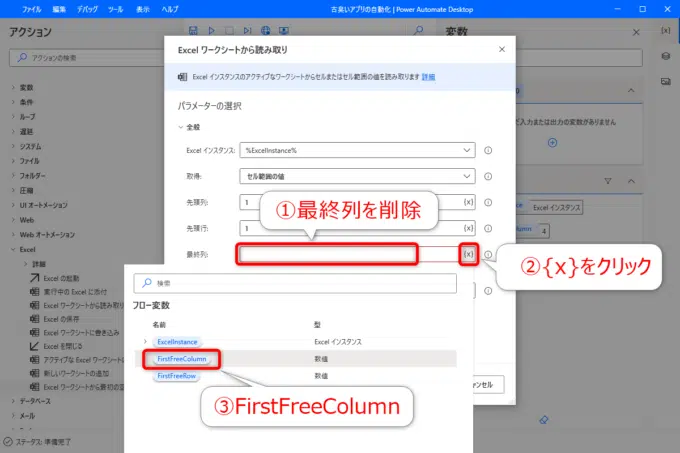 ファイル 編集 デバッグ ツール 表示 ヘルプ
古臭いアプリの自動化 | Power Automate Desktop
アクション
アクションの検索
変数
条件
ループ
遅延
システム
ファイル
フォルダー
圧縮
UI オートメーション
Web
Web オートメーション
Excel
詳細
Excel の起動
実行中の Excel に添付
Excel ワークシートから読み取り
Excel の保存
Excel ワークシートに書き込み
Excel を閉じる
アクティブな Excel ワークシート
新しいワークシートの追加
Excel ワークシートから最初の空
データベース
メール
ステータス: 準備完了
Excel ワークシートから読み取り
Excel インスタンスのアクティブなワークシートからセルまたはセル範囲の値を読み取ります 詳細
パラメーターの選択
全般
Excel インスタンス: %ExcelInstance%
取得: セル範囲の値
先頭列: 1 {x}
先頭行: 1 {x}
最終列: {x}
①最終列を削除
②{x}をクリック
検索
フロー変数
名前 型
ExcelInstance Excel インスタンス
FirstFreeColumn 数値
FirstFreeRow 数値
③FirstFreeColumn
キャンセル
変数
{x}
入力または出力の変数がありません
Excel インスタンス
4